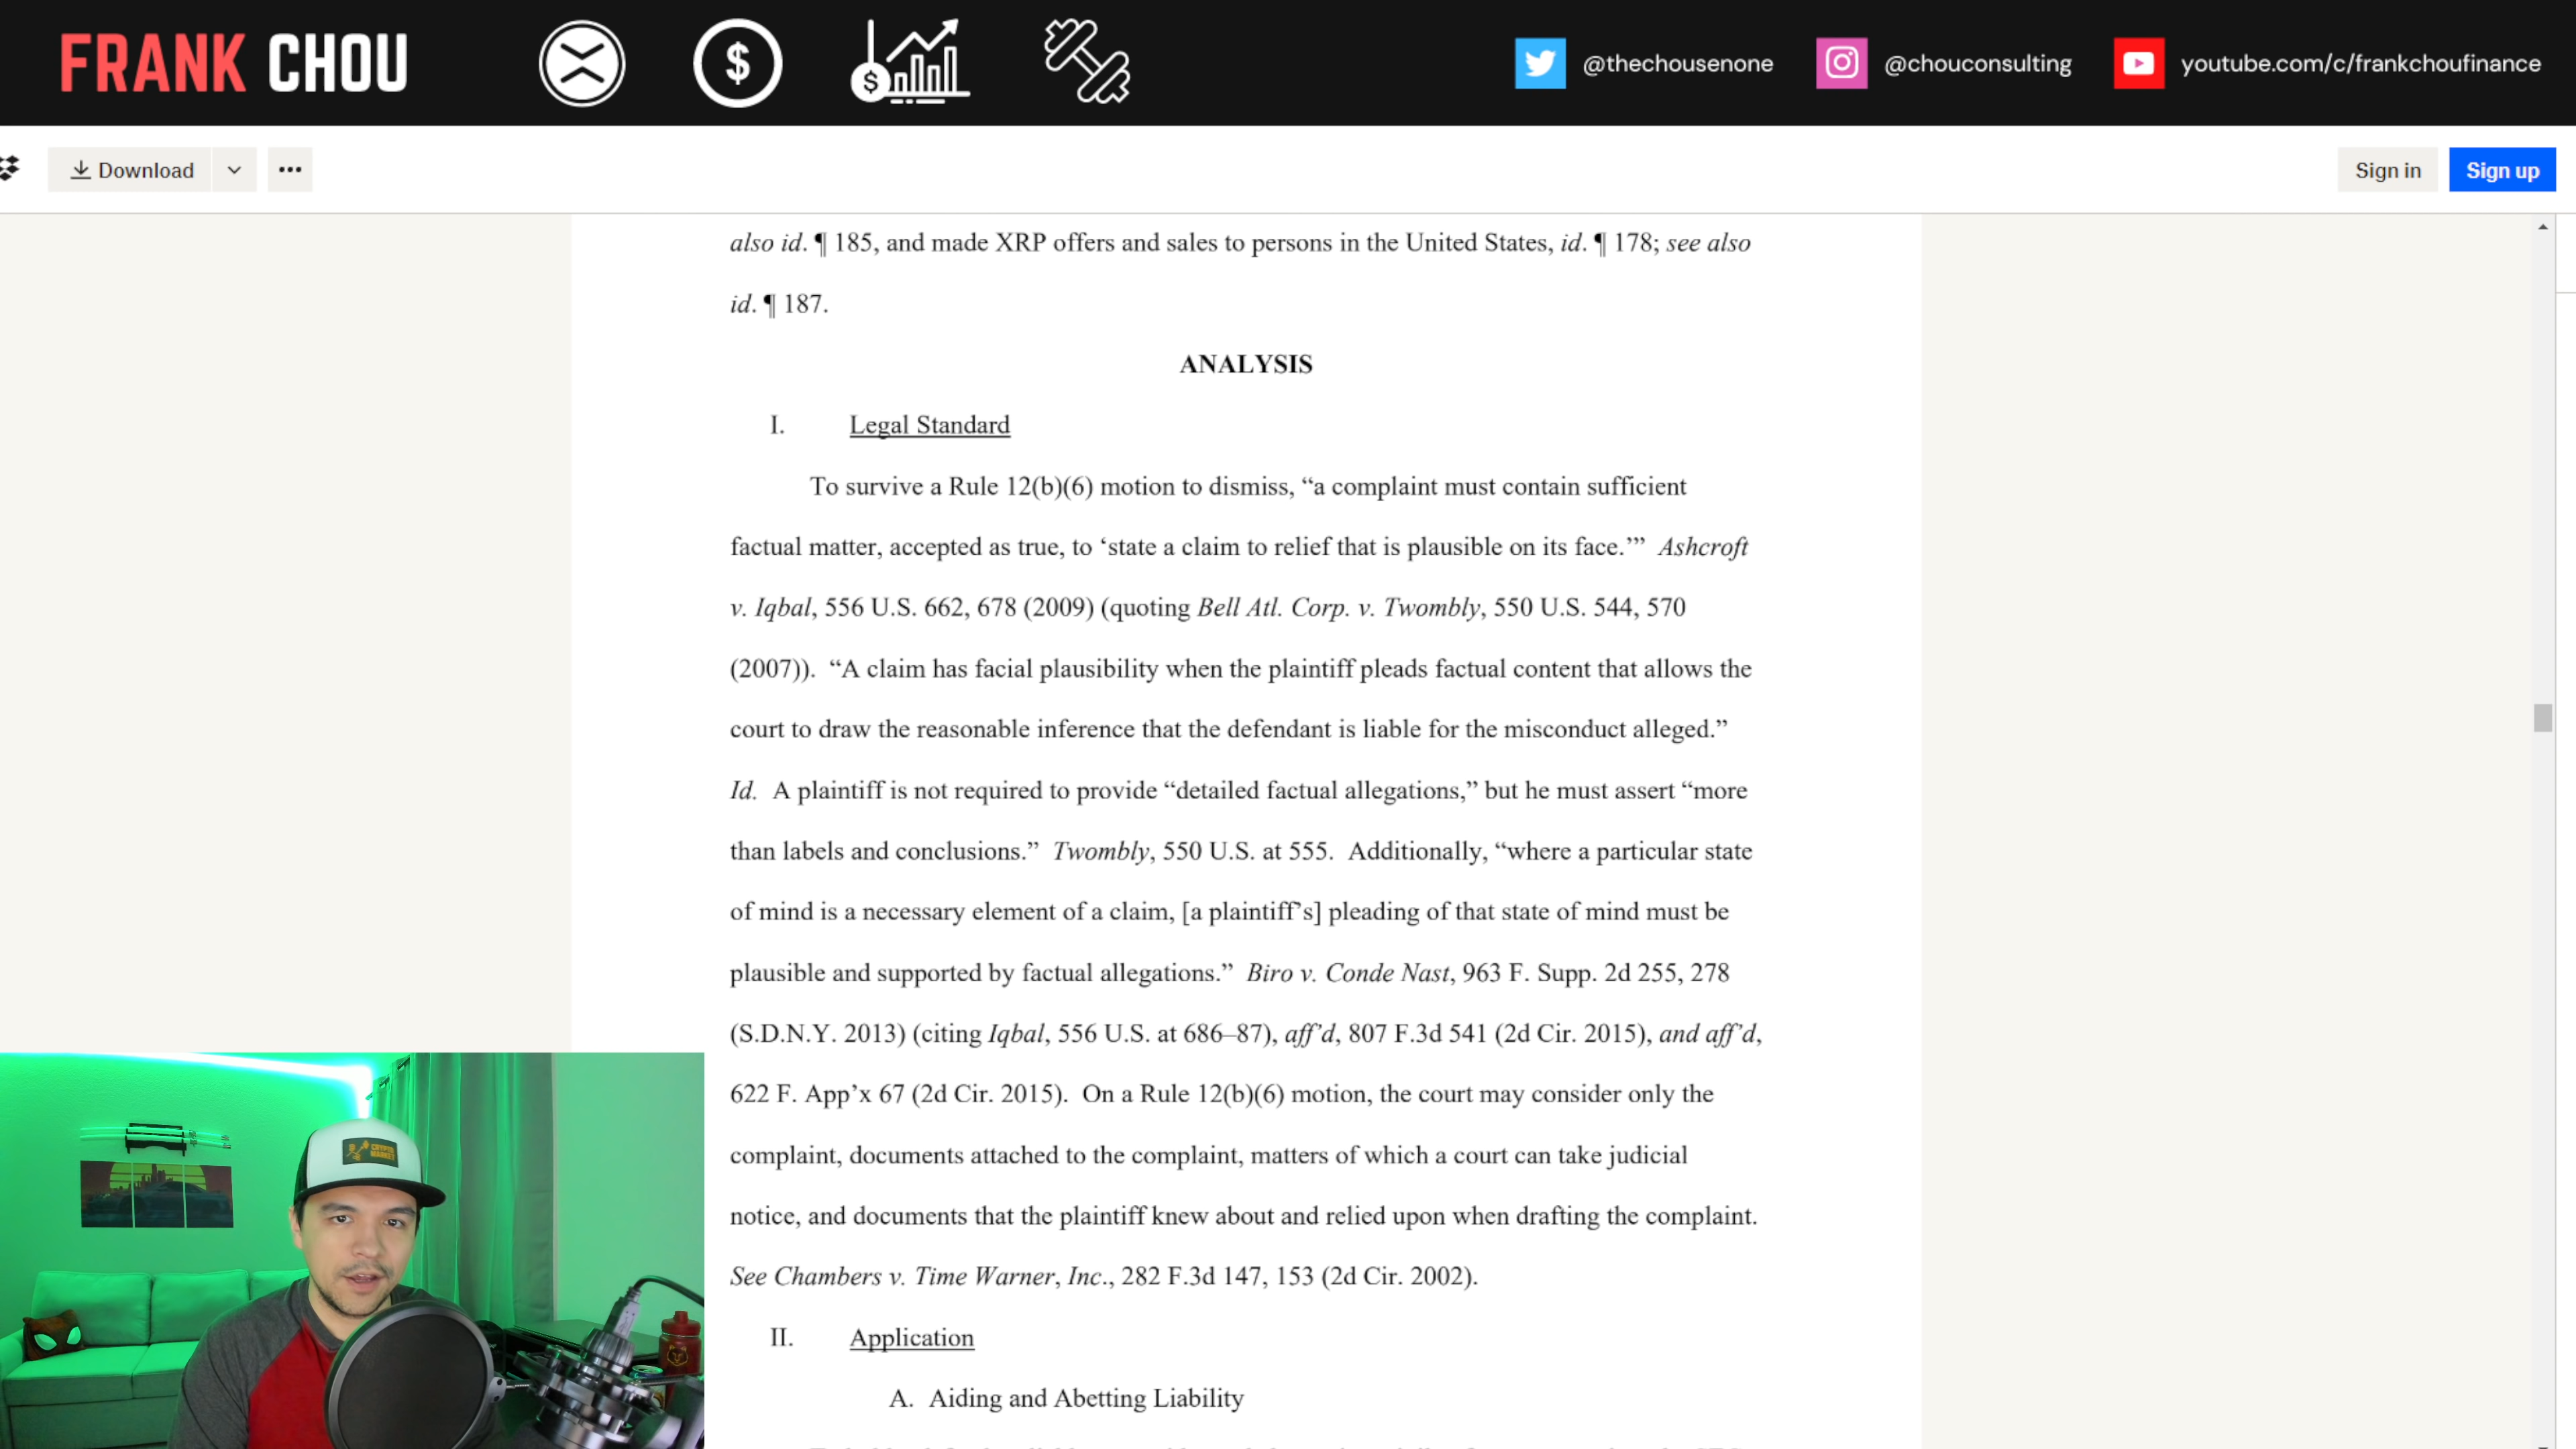 FRANK CHOU
@thechousenone
@chouconsulting
youtube.com/c/frankchoufinance
Download
Sign in
Sign up
also id. ¶ 185, and made XRP offers and sales to persons in the United States, id. ¶ 178; see also
id. ¶ 187.
ANALYSIS
I. Legal Standard
To survive a Rule 12(b)(6) motion to dismiss, “a complaint must contain sufficient
factual matter, accepted as true, to ‘state a claim to relief that is plausible on its face.’” Ashcroft
v. Iqbal, 556 U.S. 662, 678 (2009) (quoting Bell Atl. Corp. v. Twombly, 550 U.S. 544, 570
(2007)). “A claim has facial plausibility when the plaintiff pleads factual content that allows the
court to draw the reasonable inference that the defendant is liable for the misconduct alleged.”
Id. A plaintiff is not required to provide “detailed factual allegations,” but he must assert “more
than labels and conclusions.” Twombly, 550 U.S. at 555. Additionally, “where a particular state
of mind is a necessary element of a claim, [a plaintiff’s] pleading of that state of mind must be
plausible and supported by factual allegations.” Biro v. Conde Nast, 963 F. Supp. 2d 255, 278
(S.D.N.Y. 2013) (citing Iqbal, 556 U.S. at 686–87), aff’d, 807 F.3d 541 (2d Cir. 2015), and aff’d,
622 F. App’x 67 (2d Cir. 2015). On a Rule 12(b)(6) motion, the court may consider only the
complaint, documents attached to the complaint, matters of which a court can take judicial
notice, and documents that the plaintiff knew about and relied upon when drafting the complaint.
See Chambers v. Time Warner, Inc., 282 F.3d 147, 153 (2d Cir. 2002).
II. Application
A. Aiding and Abetting Liability
CRYPTO
MARKET